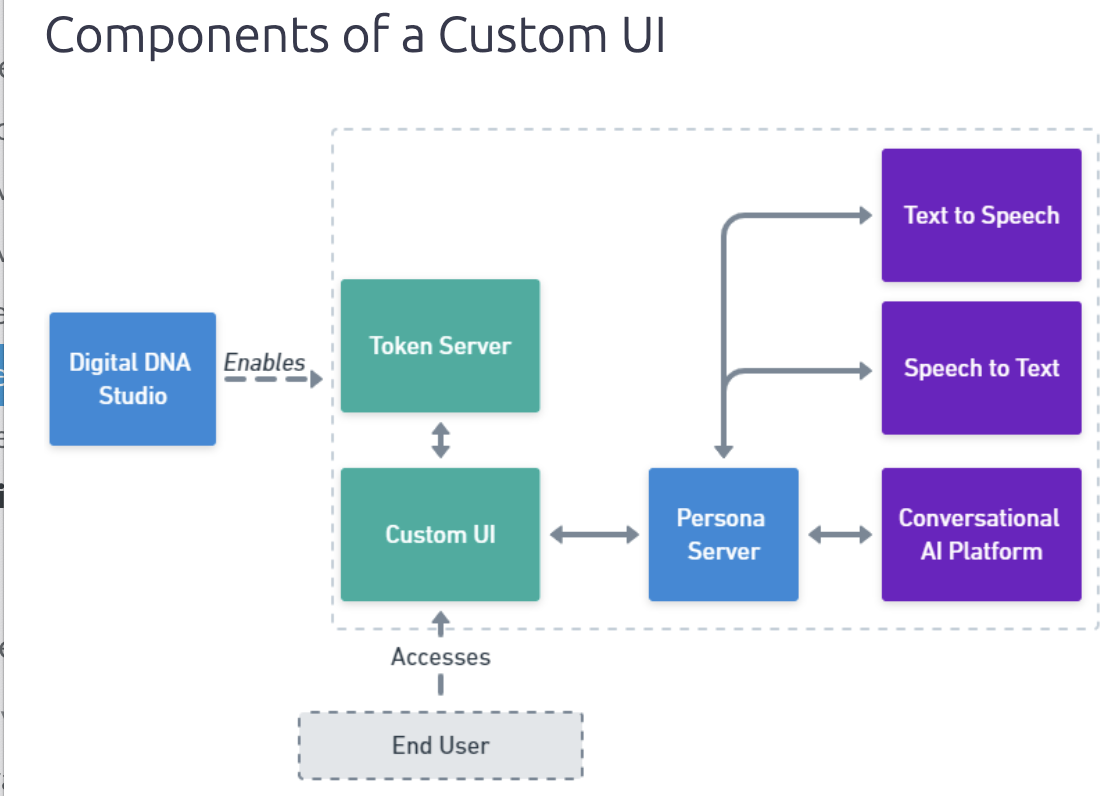 Components of a Custom UI
Text to Speech
Token Server
Digital DNA
Studio
Enables
Speech to Text
Custom UI
Persona
Server
Conversational
AI Platform
Accesses
End User